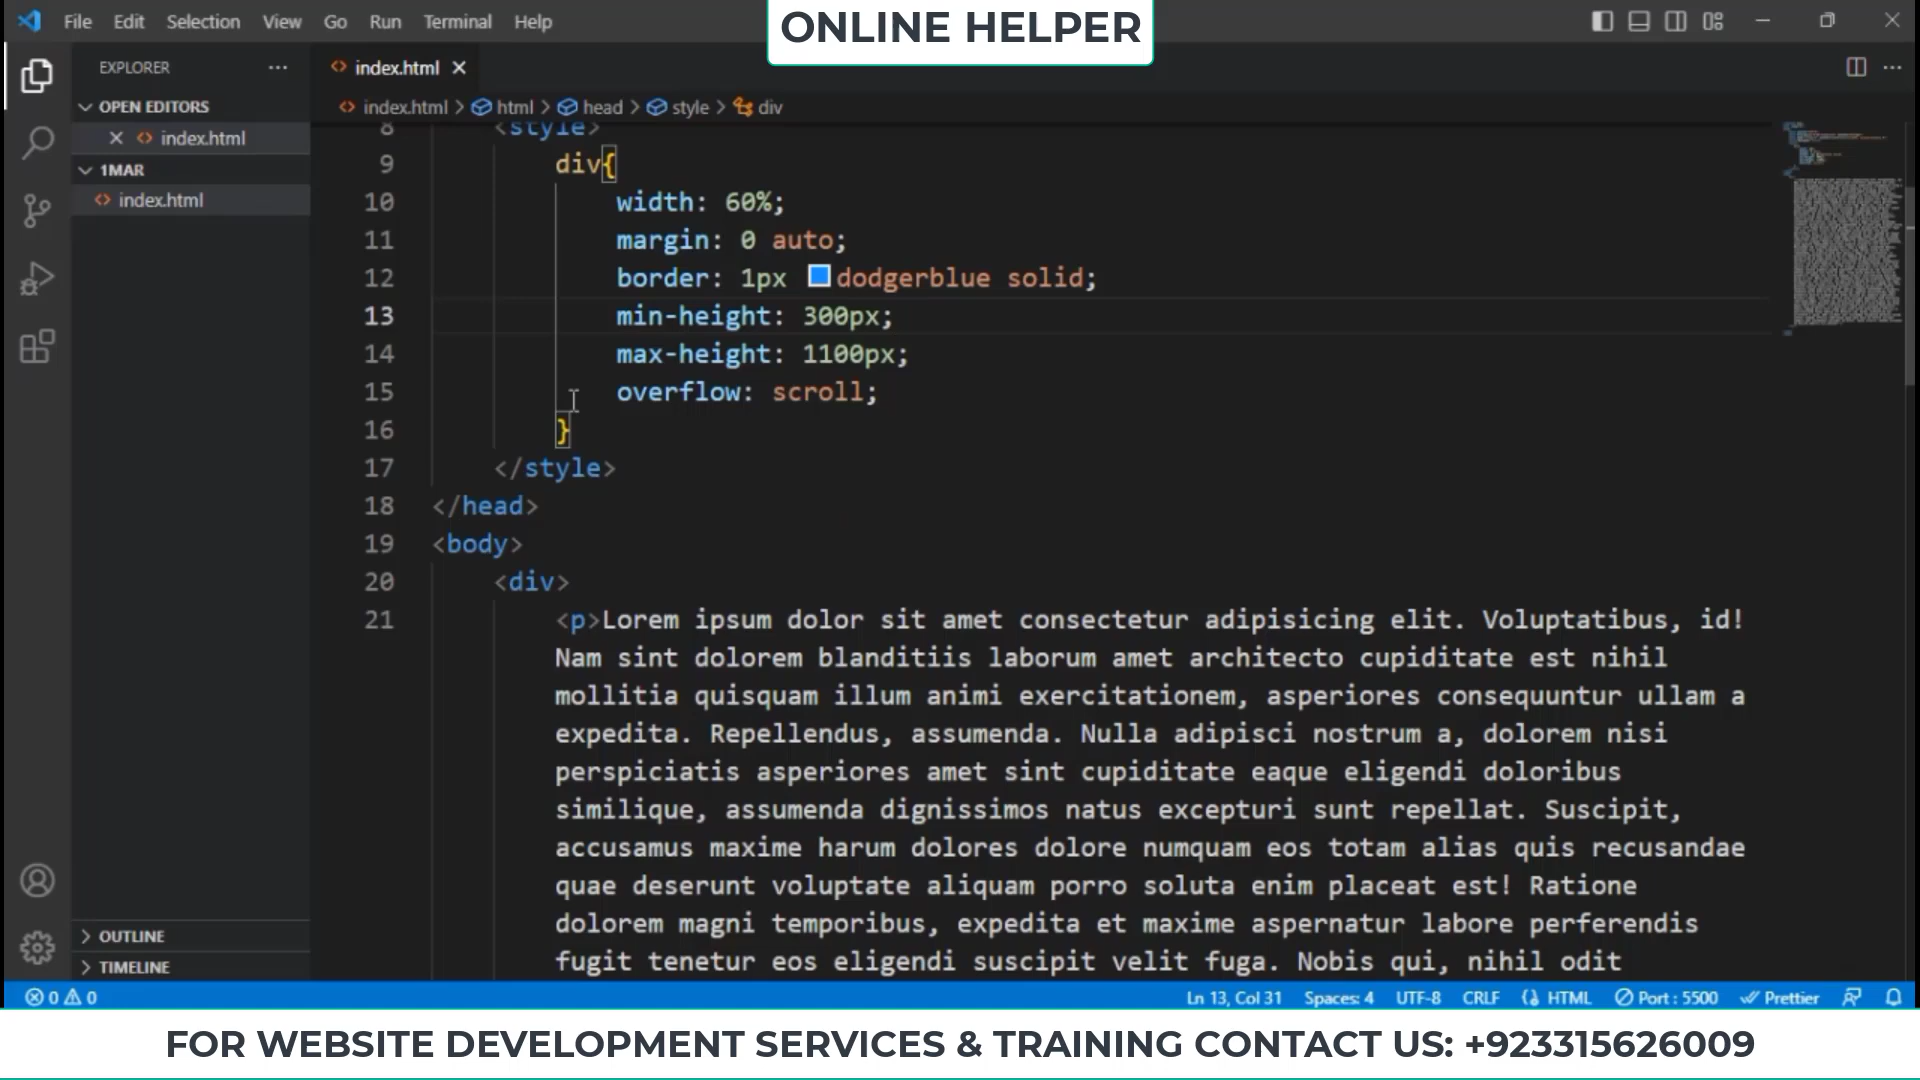 File Edit Selection View Go Run Terminal Help
ONLINE HELPER
EXPLORER
index.html
OPEN EDITORS
index.html > html > head > style > div
index.html
1MAR
index.html
8 <style>
9 div{
10 width: 60%;
11 margin: 0 auto;
12 border: 1px dodgerblue solid;
13 min-height: 300px;
14 max-height: 1100px;
15 overflow: scroll;
16 }
17 </style>
18 </head>
19 <body>
20 <div>
21 <p>Lorem ipsum dolor sit amet consectetur adipisicing elit. Voluptatibus, id!
Nam sint dolorem blanditiis laborum amet architecto cupiditate est nihil
mollitia quisquam illum animi exercitationem, asperiores consequuntur ullam a
expedita. Repellendus, assumenda. Nulla adipisci nostrum a, dolorem nisi
perspiciatis asperiores amet sint cupiditate eaque eligendi doloribus
similique, assumenda dignissimos natus excepturi sunt repellat. Suscipit,
accusamus maxime harum dolores dolore numquam eos totam alias quis recusandae
quae deserunt voluptate aliquam porro soluta enim placeat est! Ratione
dolorem magni temporibus, expedita et maxime aspernatur labore perferendis
fugit tenetur eos eligendi suscipit velit fuga. Nobis qui, nihil odit
OUTLINE
TIMELINE
0 0 Ln 13, Col 31 Spaces: 4 UTF-8 CRLF HTML Port : 5500 Prettier
FOR WEBSITE DEVELOPMENT SERVICES & TRAINING CONTACT US: +923315626009